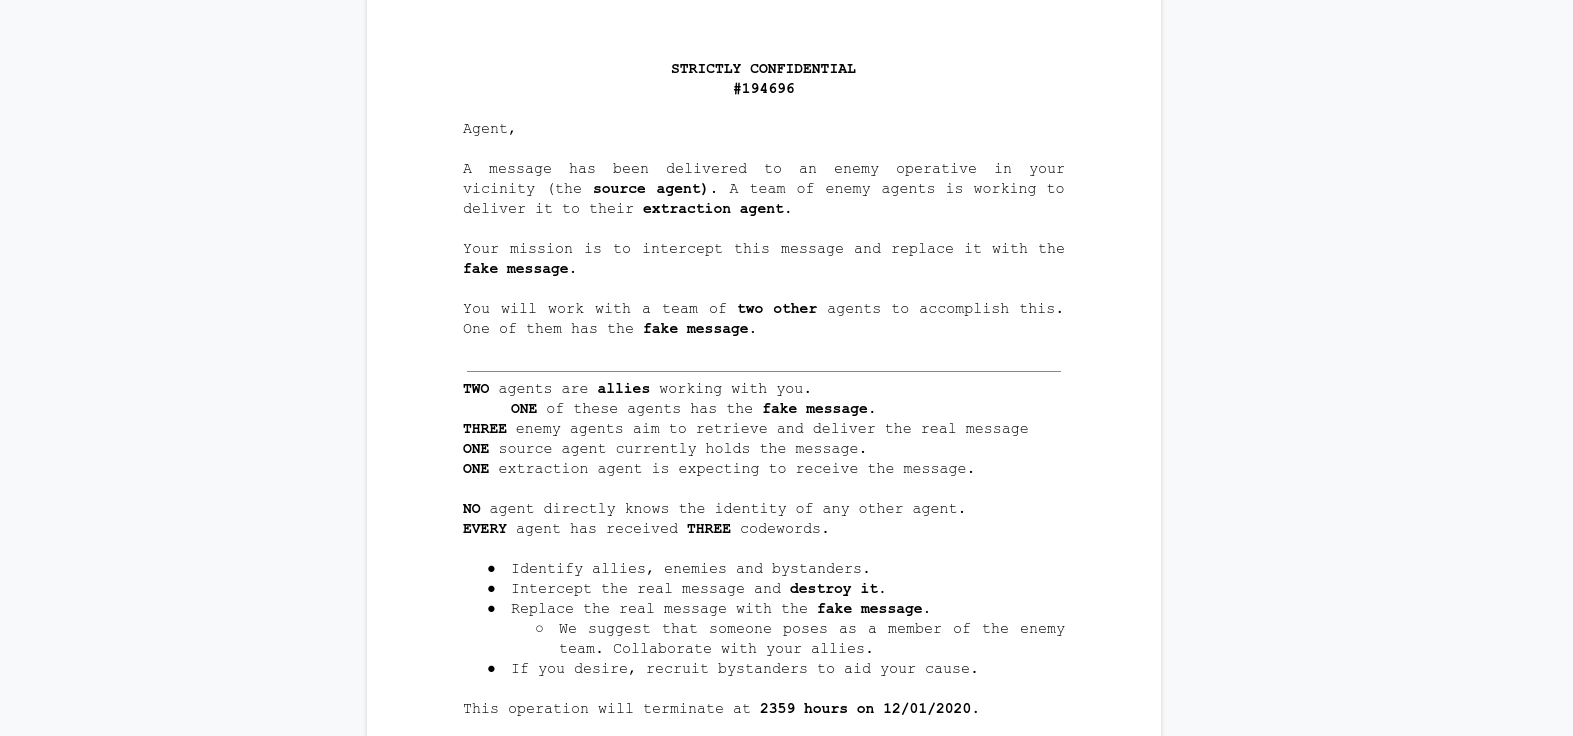 STRICTLY CONFIDENTIAL
#194696
Agent,
A message has been delivered to an enemy operative in your
vicinity (the source agent). A team of enemy agents is working to
deliver it to their extraction agent.
Your mission is to intercept this message and replace it with the
fake message.
You will work with a team of two other agents to accomplish this.
One of them has the fake message.
TWO agents are allies working with you.
ONE of these agents has the fake message.
THREE enemy agents aim to retrieve and deliver the real message
ONE source agent currently holds the message.
ONE extraction agent is expecting to receive the message.
NO agent directly knows the identity of any other agent.
EVERY agent has received THREE codewords.
● Identify allies, enemies and bystanders.
● Intercept the real message and destroy it.
● Replace the real message with the fake message.
○ We suggest that someone poses as a member of the enemy
team. Collaborate with your allies.
● If you desire, recruit bystanders to aid your cause.
This operation will terminate at 2359 hours on 12/01/2020.